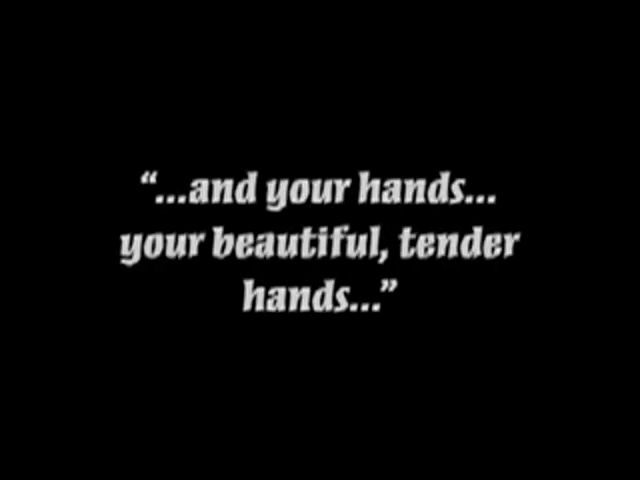 “...and your hands...
your beautiful, tender
hands...”